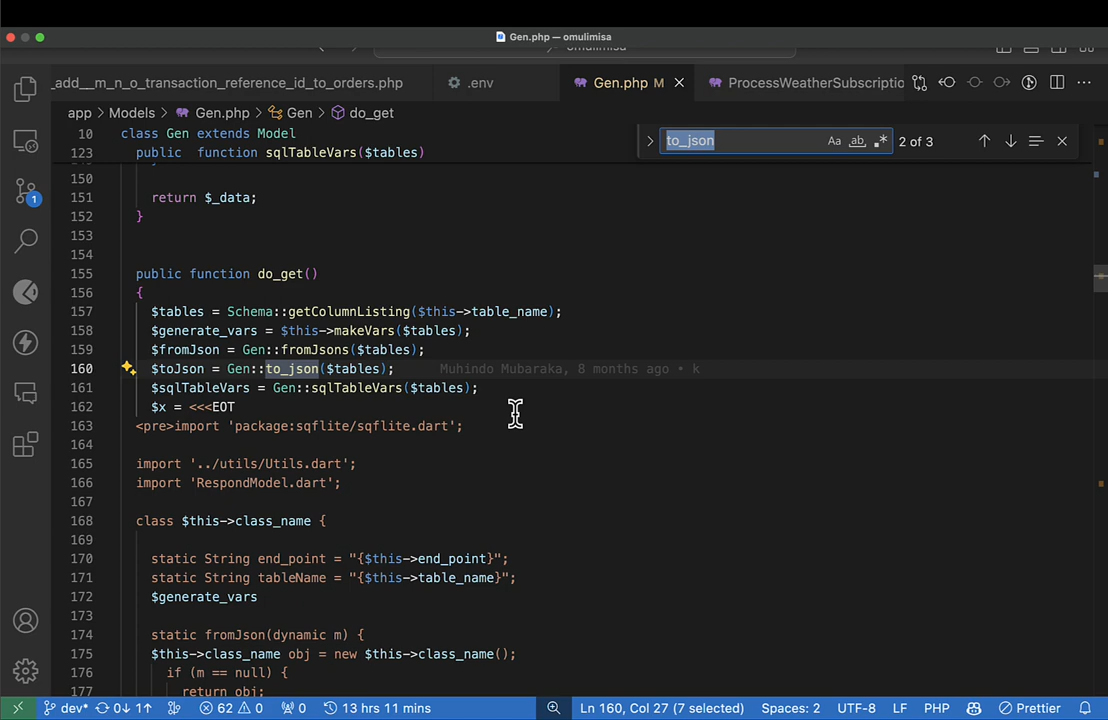 Gen.php — omulimisa
omulimisa
_add__m_n_o_transaction_reference_id_to_orders.php
.env
Gen.php M
ProcessWeatherSubscriptio
app > Models > Gen.php > Gen > do_get
10 class Gen extends Model
123 public function sqlTableVars($tables)
to_json
Aa ab .* 2 of 3
150
151 return $_data;
152 }
153
154
155 public function do_get()
156 {
157 $tables = Schema::getColumnListing($this->table_name);
158 $generate_vars = $this->makeVars($tables);
159 $fromJson = Gen::fromJsons($tables);
160 $toJson = Gen::to_json($tables); Muhindo Mubaraka, 8 months ago • k
161 $sqlTableVars = Gen::sqlTableVars($tables);
162 $x = <<<EOT
163 <pre>import 'package:sqflite/sqflite.dart';
164
165 import '../utils/Utils.dart';
166 import 'RespondModel.dart';
167
168 class $this->class_name {
169
170 static String end_point = "{$this->end_point}";
171 static String tableName = "{$this->table_name}";
172 $generate_vars
173
174 static fromJson(dynamic m) {
175 $this->class_name obj = new $this->class_name();
176 if (m == null) {
177 return obj;
1
dev* 0↓ 1↑ 62 0 0 13 hrs 11 mins Ln 160, Col 27 (7 selected) Spaces: 2 UTF-8 LF PHP Prettier